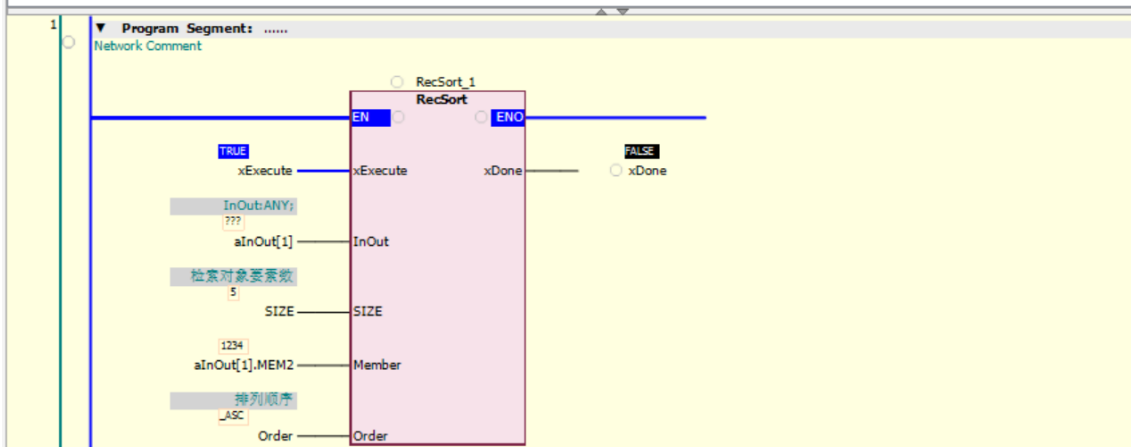 1
▼ Program Segment: ......
Network Comment
RecSort_1
RecSort
EN ENO
TRUE FALSE
xExecute xExecute xDone xDone
InOut:ANY;
???
aInOut[1] InOut
检索对象要素数
5
SIZE SIZE
1234
aInOut[1].MEM2 Member
排列顺序
_ASC
Order Order